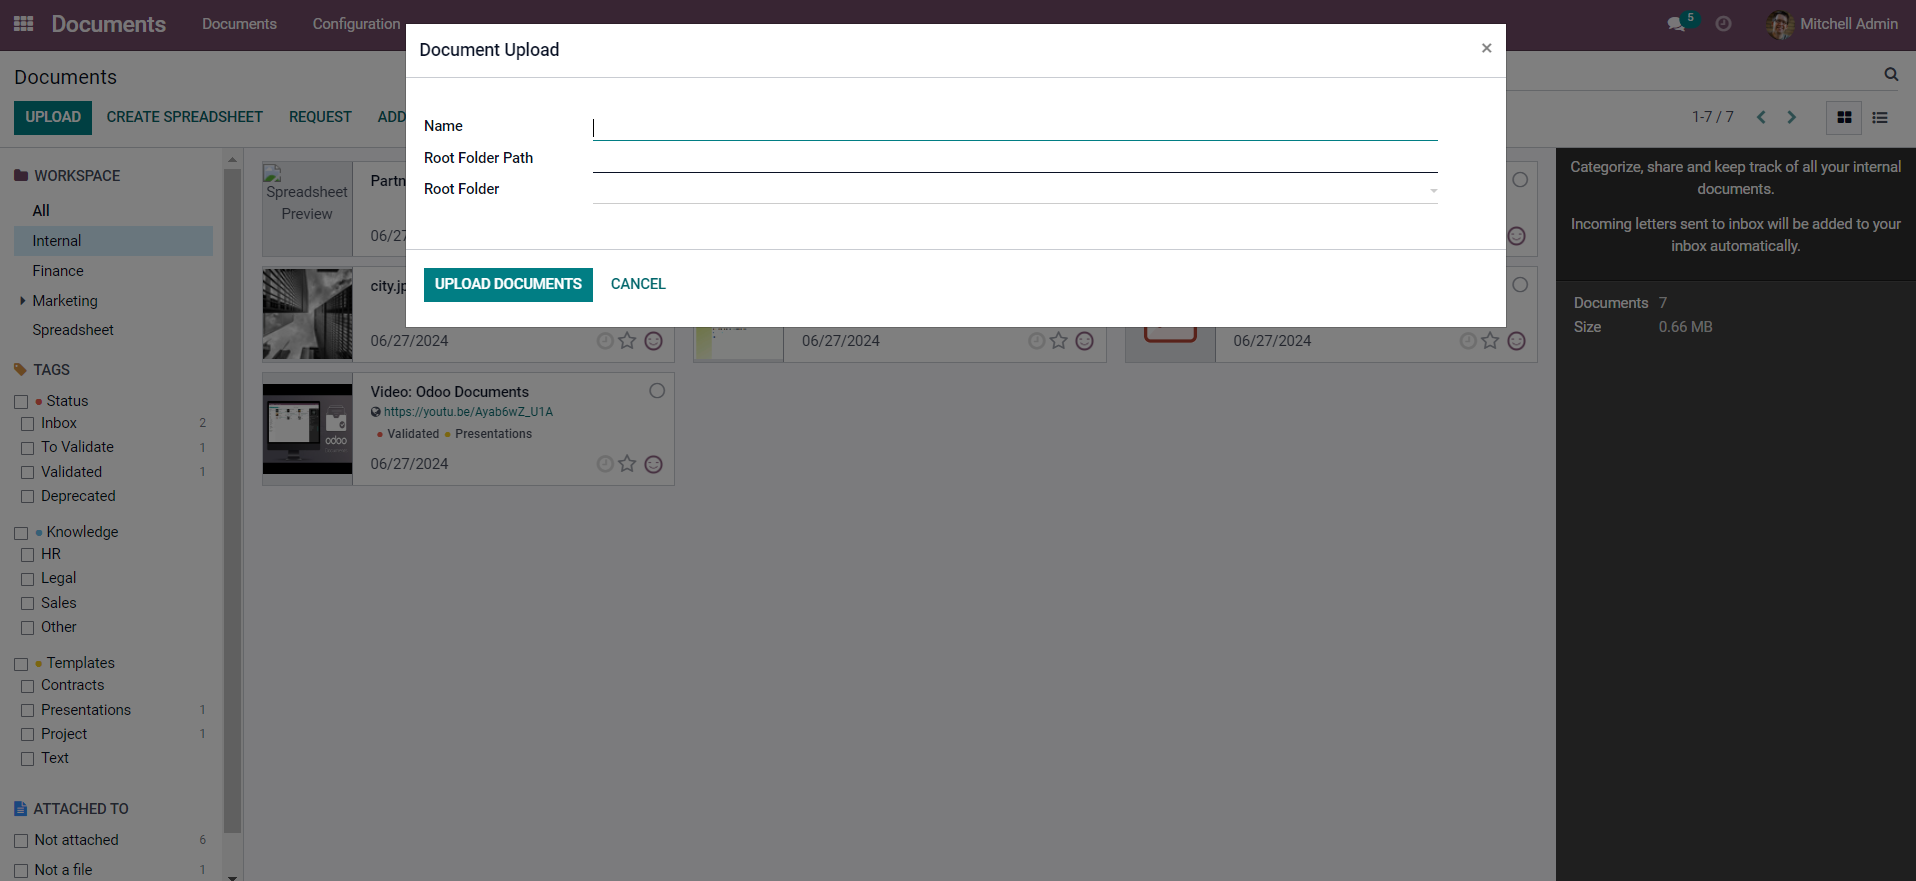 Documents
Documents
Configuration
5
Mitchell Admin
Document Upload
×
Name
Root Folder Path
Root Folder
UPLOAD DOCUMENTS
CANCEL
Documents
UPLOAD
CREATE SPREADSHEET
REQUEST
ADD
1-7 / 7
WORKSPACE
All
Internal
Finance
Marketing
Spreadsheet
TAGS
Status
Inbox 2
To Validate 1
Validated 1
Deprecated
Knowledge
HR
Legal
Sales
Other
Templates
Contracts
Presentations 1
Project 1
Text
ATTACHED TO
Not attached 6
Not a file 1
Spreadsheet
Preview
Partn
06/27
city.jp
06/27/2024
06/27/2024
06/27/2024
Video: Odoo Documents
https://youtu.be/Ayab6wZ_U1A
Validated
Presentations
06/27/2024
odoo
Categorize, share and keep track of all your internal
documents.
Incoming letters sent to inbox will be added to your
inbox automatically.
Documents 7
Size 0.66 MB